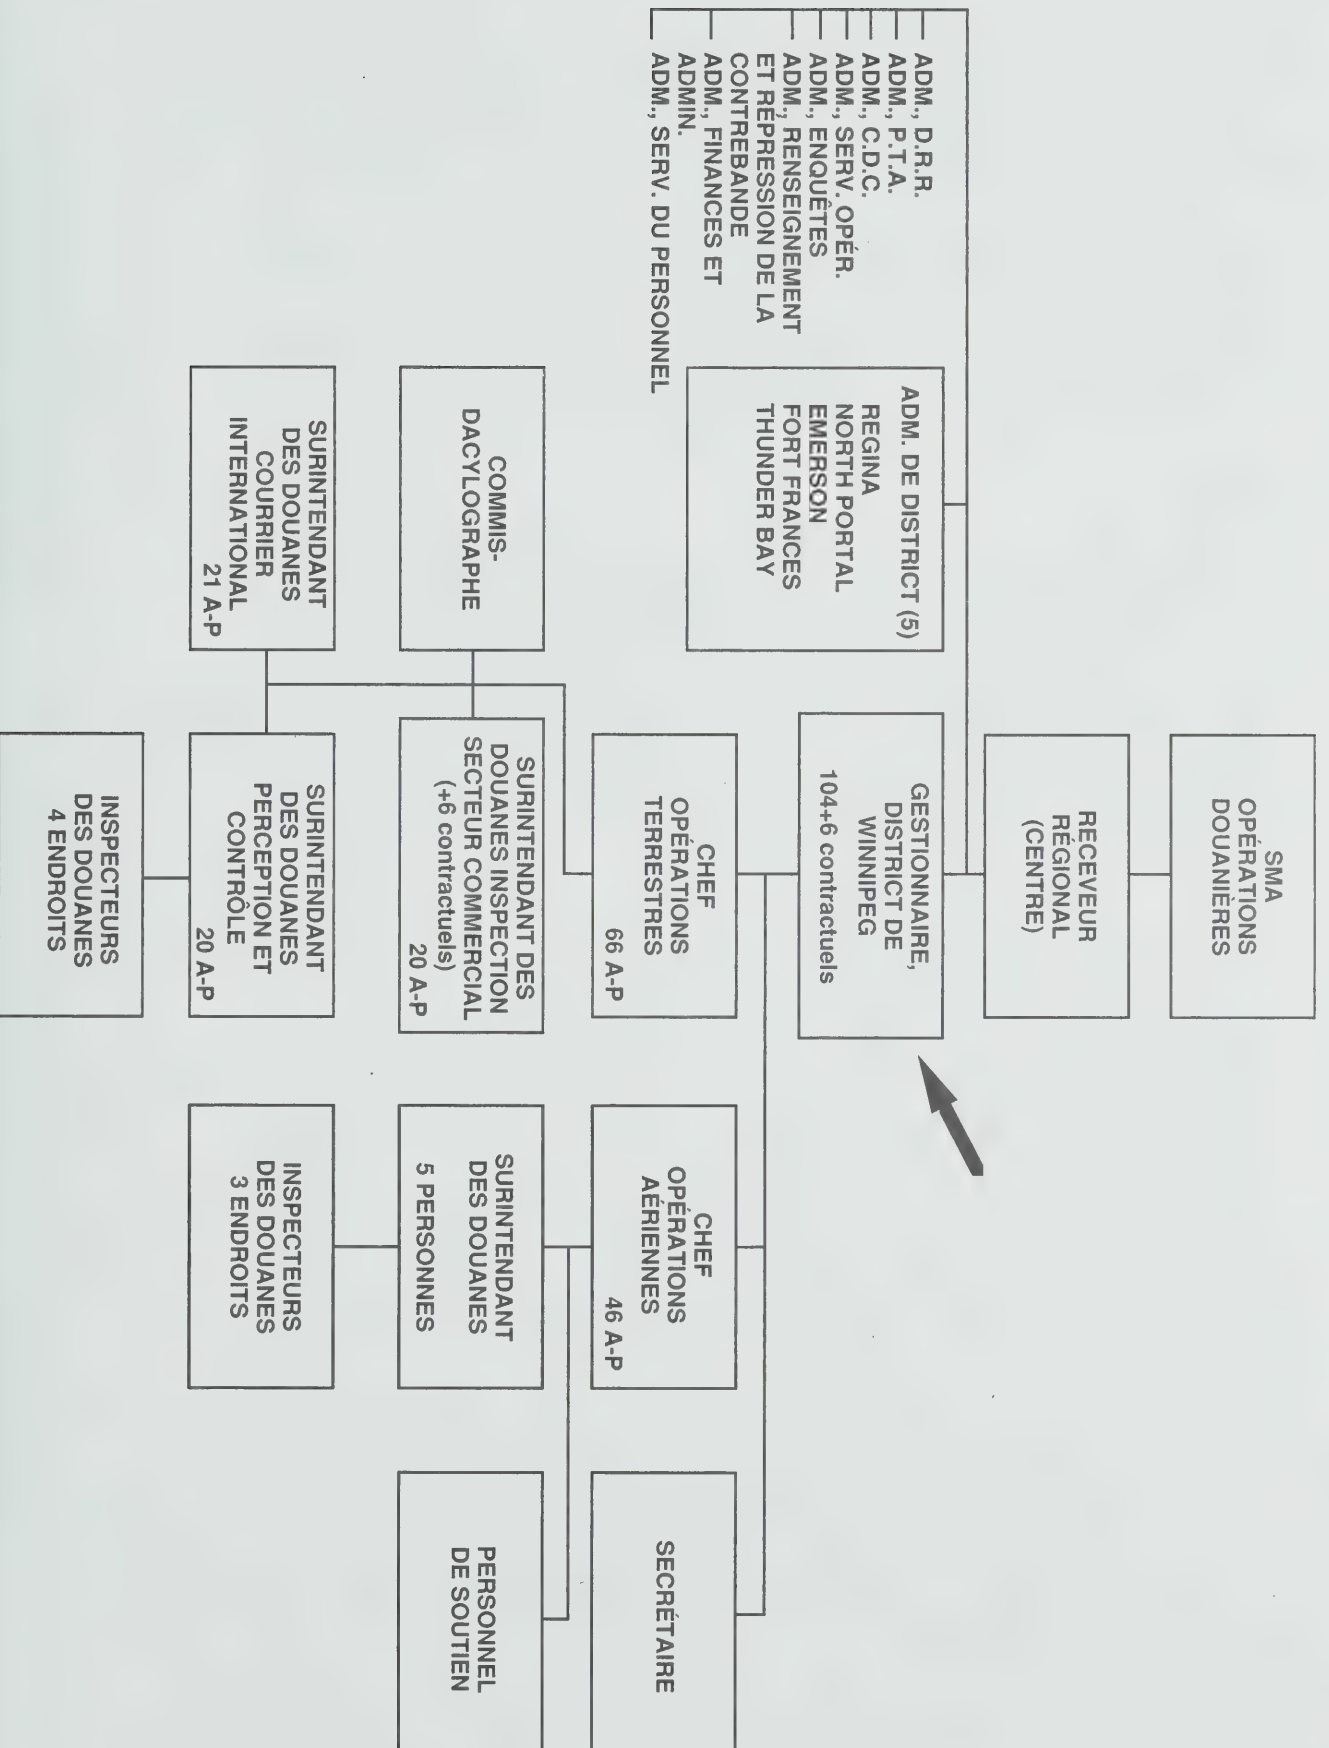 SMA
OPÉRATIONS
DOUANIÈRES
RECEVEUR
RÉGIONAL
(CENTRE)
GESTIONNAIRE,
DISTRICT DE
WINNIPEG
104+6 contractuels
ADM., D.R.R.
ADM., P.T.A.
ADM., C.D.C.
ADM., SERV. OPÉR.
ADM., ENQUÊTES
ADM., RENSEIGNEMENT
ET RÉPRESSION DE LA
CONTREBANDE
ADM., FINANCES ET
ADMIN.
ADM., SERV. DU PERSONNEL
ADM. DE DISTRICT (5)
REGINA
NORTH PORTAL
EMERSON
FORT FRANCES
THUNDER BAY
CHEF
OPÉRATIONS
TERRESTRES
66 A-P
CHEF
OPÉRATIONS
AÉRIENNES
46 A-P
SECRÉTAIRE
COMMIS-
DACYLOGRAPHE
SURINTENDANT DES
DOUANES INSPECTION
SECTEUR COMMERCIAL
(+6 contractuels)
20 A-P
SURINTENDANT
DES DOUANES
5 PERSONNES
PERSONNEL
DE SOUTIEN
SURINTENDANT
DES DOUANES
COURRIER
INTERNATIONAL
21 A-P
SURINTENDANT
DES DOUANES
PERCEPTION ET
CONTRÔLE
20 A-P
INSPECTEURS
DES DOUANES
3 ENDROITS
INSPECTEURS
DES DOUANES
4 ENDROITS